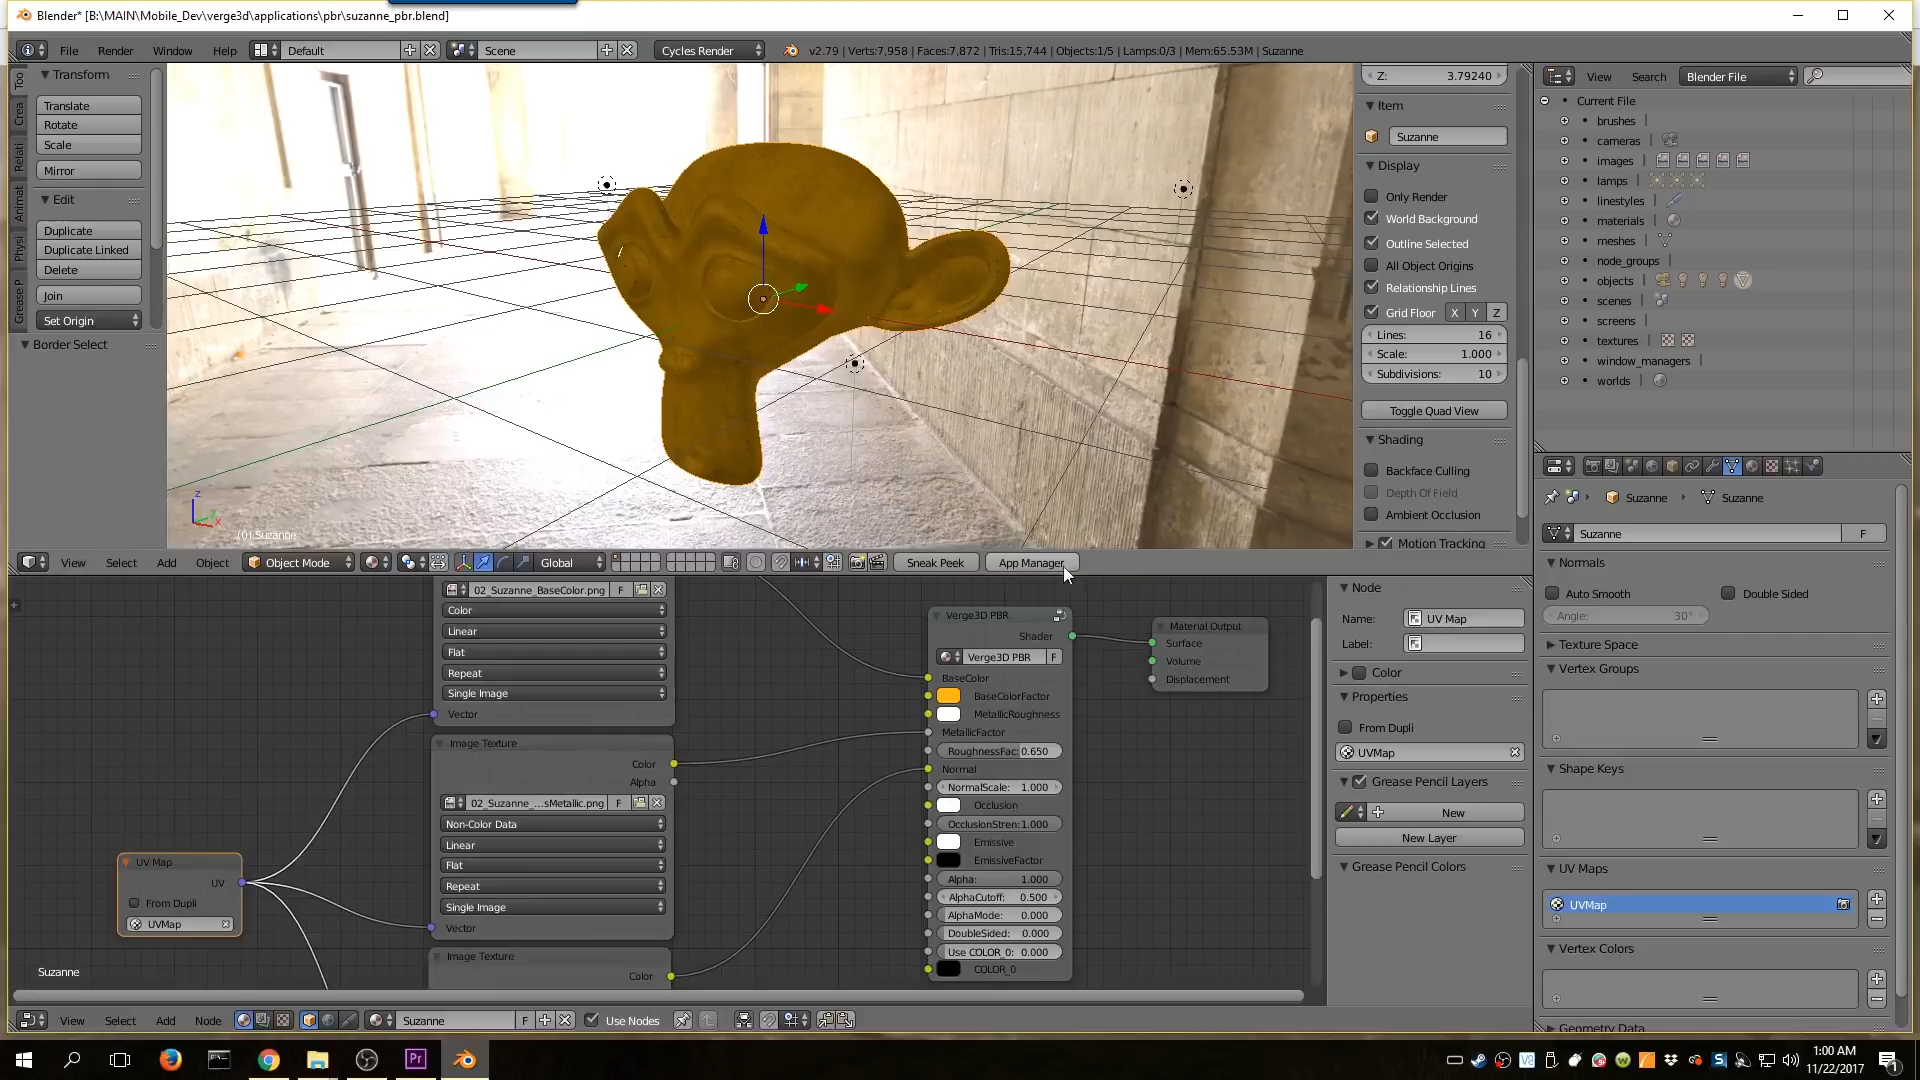 Blender* [B:\MAIN\Mobile_Dev\verge3d\applications\pbr\suzanne_pbr.blend]
File Render Window Help Default Scene Cycles Render v2.79 | Verts:7,958 | Faces:7,872 | Tris:15,744 | Objects:1/5 | Lamps:0/3 | Mem:65.53M | Suzanne
Too
Crea
Relati
Animat
Physi
Grease P
Transform
Translate
Rotate
Scale
Mirror
Edit
Duplicate
Duplicate Linked
Delete
Join
Set Origin
Border Select
z
x
(0) Suzanne
Z: 3.79240
Item
Suzanne
Display
Only Render
World Background
Outline Selected
All Object Origins
Relationship Lines
Grid Floor X Y Z
Lines: 16
Scale: 1.000
Subdivisions: 10
Toggle Quad View
Shading
Backface Culling
Depth Of Field
Ambient Occlusion
Motion Tracking
View Search Blender File
Current File
brushes
cameras
images
lamps
linestyles
materials
meshes
node_groups
objects
scenes
screens
textures
window_managers
worlds
Suzanne Suzanne
Suzanne F
Normals
Auto Smooth Double Sided
Angle: 30°
Texture Space
Vertex Groups
Shape Keys
UV Maps
UVMap
Vertex Colors
Geometry Data
View Select Add Object Object Mode Global Sneak Peek App Manager
02_Suzanne_BaseColor.png F
Color
Linear
Flat
Repeat
Single Image
Vector
Image Texture
Color
Alpha
02_Suzanne_...sMetallic.png F
Non-Color Data
Linear
Flat
Repeat
Single Image
Vector
Image Texture
Color
UV Map
UV
From Dupli
UVMap
Suzanne
Verge3D PBR
Shader
Verge3D PBR F
BaseColor
BaseColorFactor
MetallicRoughness
MetallicFactor
RoughnessFac: 0.650
Normal
NormalScale: 1.000
Occlusion
OcclusionStren: 1.000
Emissive
EmissiveFactor
Alpha: 1.000
AlphaCutoff: 0.500
AlphaMode: 0.000
DoubleSided: 0.000
Use COLOR_0: 0.000
COLOR_0
Material Output
Surface
Volume
Displacement
Node
Name: UV Map
Label:
Color
Properties
From Dupli
UVMap
Grease Pencil Layers
New
New Layer
Grease Pencil Colors
View Select Add Node Suzanne F Use Nodes
Pr
1:00 AM
11/22/2017
1